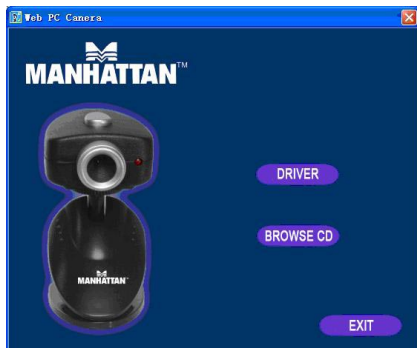 Web PC Camera
MANHATTAN™
DRIVER
BROWSE CD
MANHATTAN
EXIT